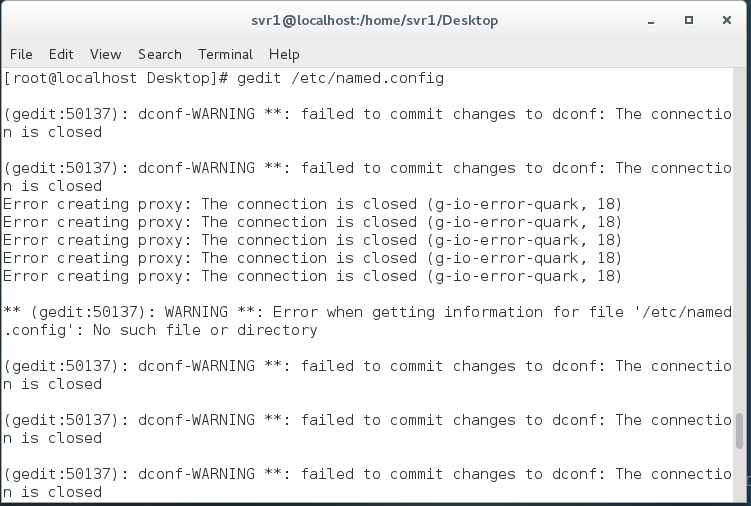 svr1@localhost:/home/svr1/Desktop
File Edit View Search Terminal Help
[root@localhost Desktop]# gedit /etc/named.config
(gedit:50137): dconf-WARNING **: failed to commit changes to dconf: The connectio
n is closed
(gedit:50137): dconf-WARNING **: failed to commit changes to dconf: The connectio
n is closed
Error creating proxy: The connection is closed (g-io-error-quark, 18)
Error creating proxy: The connection is closed (g-io-error-quark, 18)
Error creating proxy: The connection is closed (g-io-error-quark, 18)
Error creating proxy: The connection is closed (g-io-error-quark, 18)
Error creating proxy: The connection is closed (g-io-error-quark, 18)
** (gedit:50137): WARNING **: Error when getting information for file '/etc/named
.config': No such file or directory
(gedit:50137): dconf-WARNING **: failed to commit changes to dconf: The connectio
n is closed
(gedit:50137): dconf-WARNING **: failed to commit changes to dconf: The connectio
n is closed
(gedit:50137): dconf-WARNING **: failed to commit changes to dconf: The connectio
n is closed